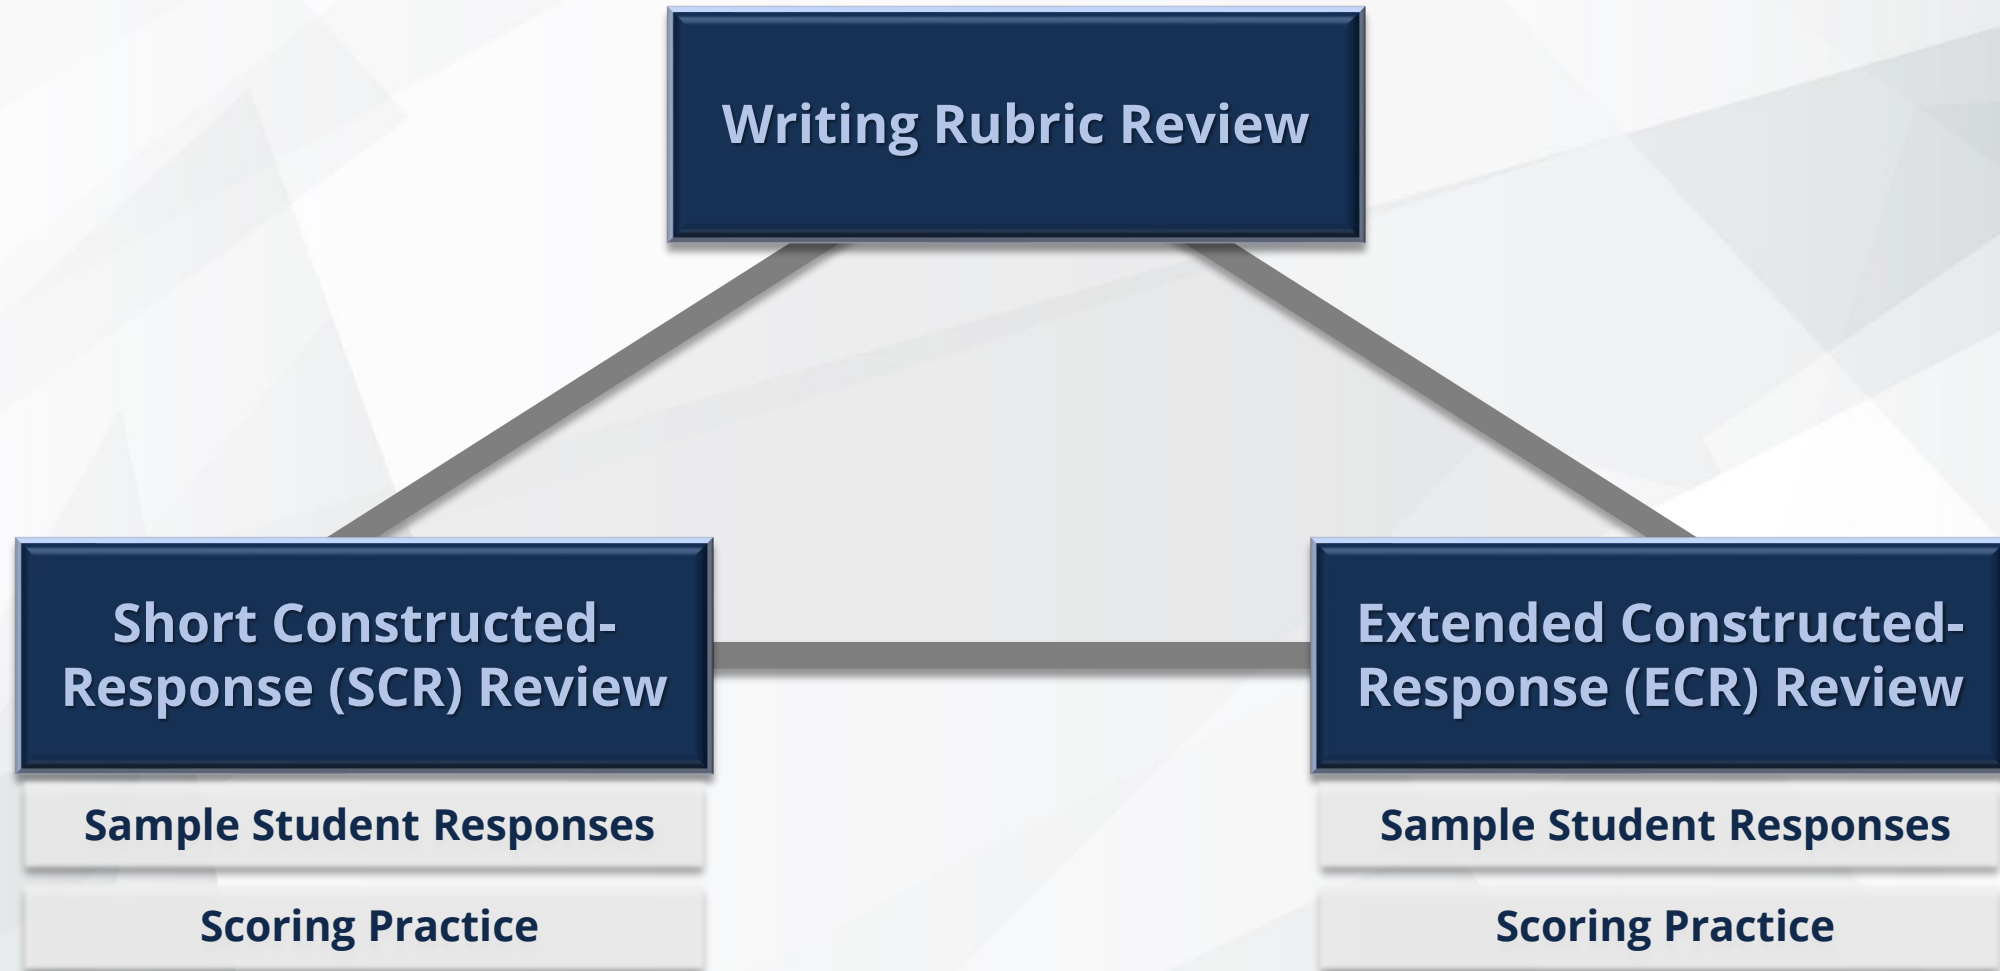 Writing Rubric Review
Short Constructed-
Response (SCR) Review
Sample Student Responses
Scoring Practice
Extended Constructed-
Response (ECR) Review
Sample Student Responses
Scoring Practice